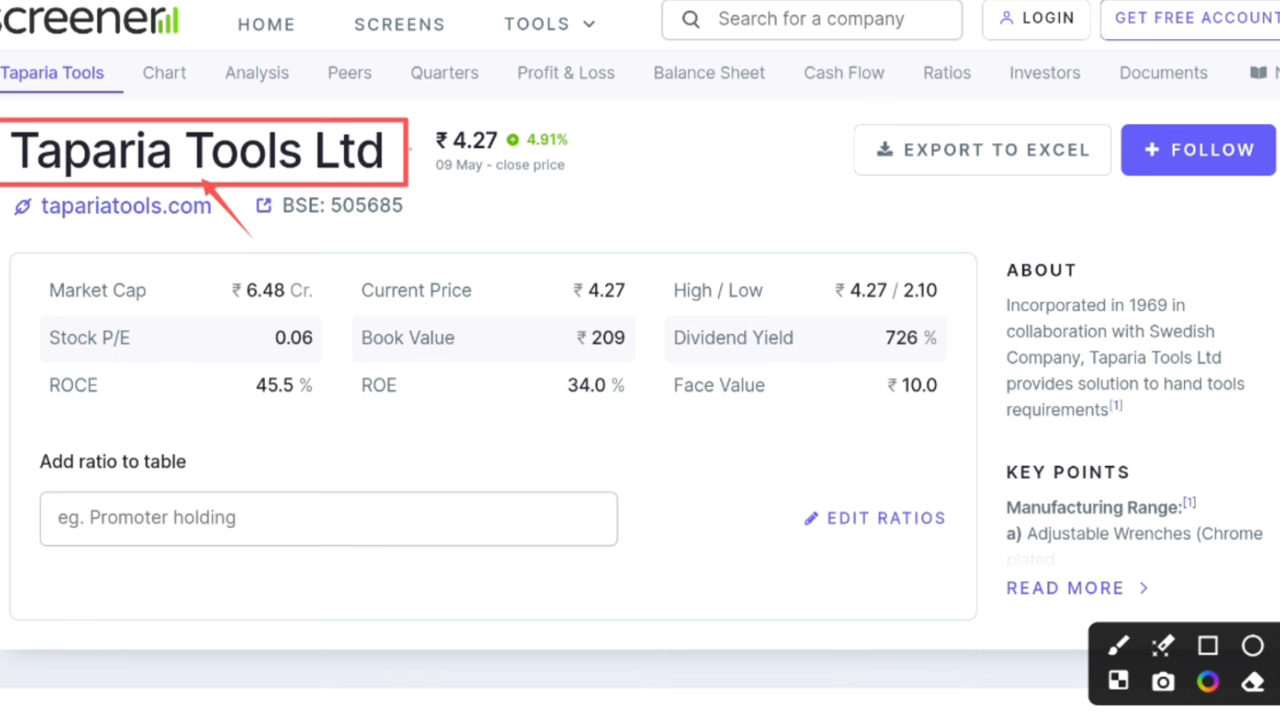 screener
HOME SCREENS TOOLS
Search for a company
LOGIN
GET FREE ACCOUNT
Taparia Tools Chart Analysis Peers Quarters Profit & Loss Balance Sheet Cash Flow Ratios Investors Documents
Taparia Tools Ltd
₹ 4.27 4.91%
09 May - close price
EXPORT TO EXCEL
+ FOLLOW
tapariatools.com BSE: 505685
Market Cap ₹ 6.48 Cr. Current Price ₹ 4.27 High / Low ₹ 4.27 / 2.10
Stock P/E 0.06 Book Value ₹ 209 Dividend Yield 726 %
ROCE 45.5 % ROE 34.0 % Face Value ₹ 10.0
Add ratio to table
eg. Promoter holding
EDIT RATIOS
ABOUT
Incorporated in 1969 in
collaboration with Swedish
Company, Taparia Tools Ltd
provides solution to hand tools
requirements[1]
KEY POINTS
Manufacturing Range:[1]
a) Adjustable Wrenches (Chrome
plated
READ MORE